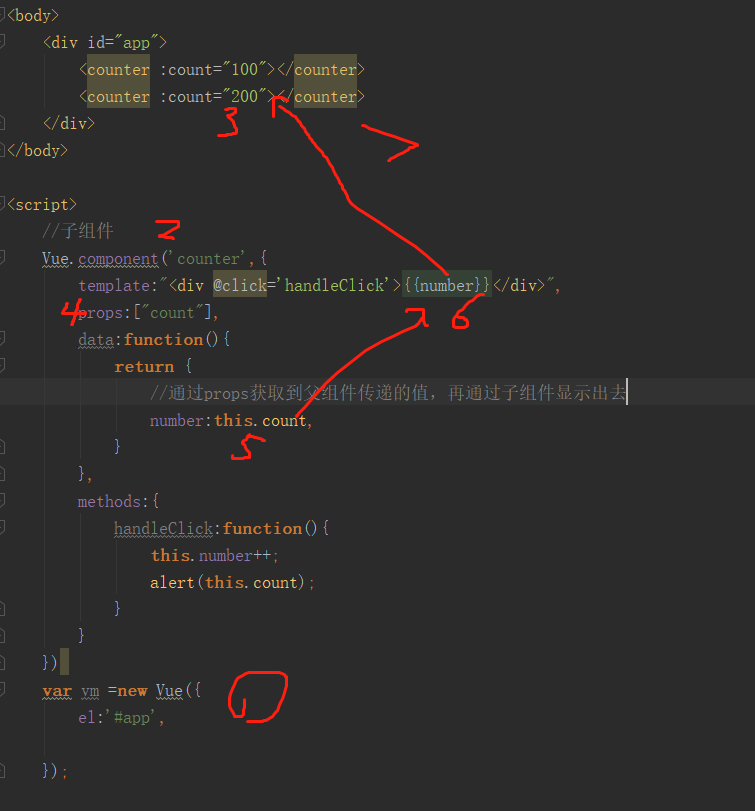 <body>
<div id="app">
<counter :count="100"></counter>
<counter :count="200"></counter>
3
</div>
7
</body>
<script>
//子组件
2
Vue.component('counter',{
template:"<div @click='handleClick'>{{number}}</div>",
4
props:["count"],
6
data:function(){
return {
//通过props获取到父组件传递的值，再通过子组件显示出去
number:this.count,
5
}
},
methods:{
handleClick:function(){
this.number++;
alert(this.count);
}
}
})
var vm =new Vue({
1
el:'#app',
});